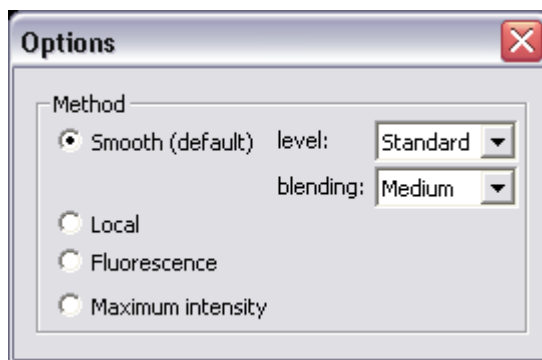 Options
Method
Smooth (default) level: Standard
blending: Medium
Local
Fluorescence
Maximum intensity